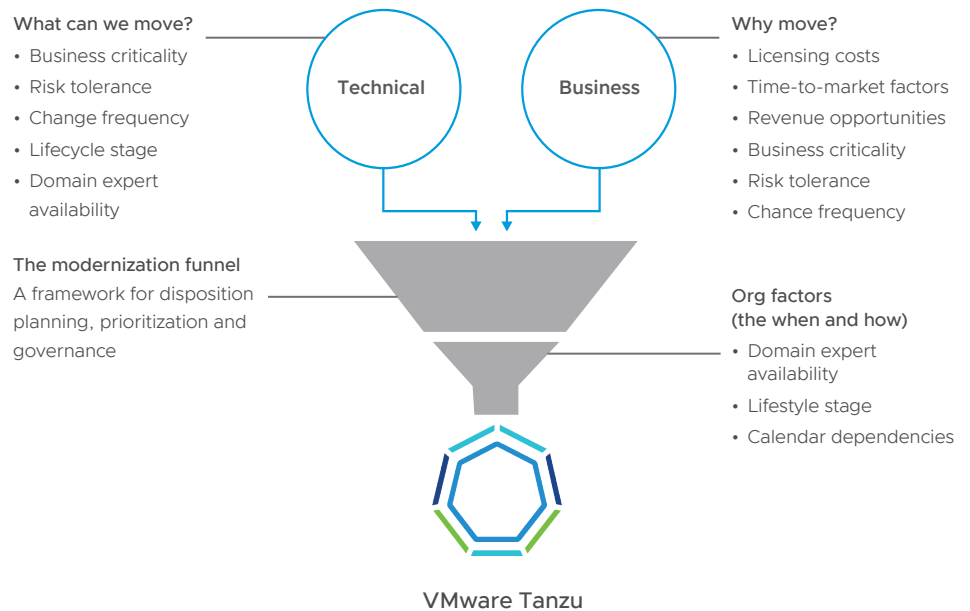 What can we move?
• Business criticality
• Risk tolerance
• Change frequency
• Lifecycle stage
• Domain expert
availability
Technical
Business
Why move?
• Licensing costs
• Time-to-market factors
• Revenue opportunities
• Business criticality
• Risk tolerance
• Chance frequency
The modernization funnel
A framework for disposition
planning, prioritization and
governance
Org factors
(the when and how)
• Domain expert
availability
• Lifestyle stage
• Calendar dependencies
VMware Tanzu